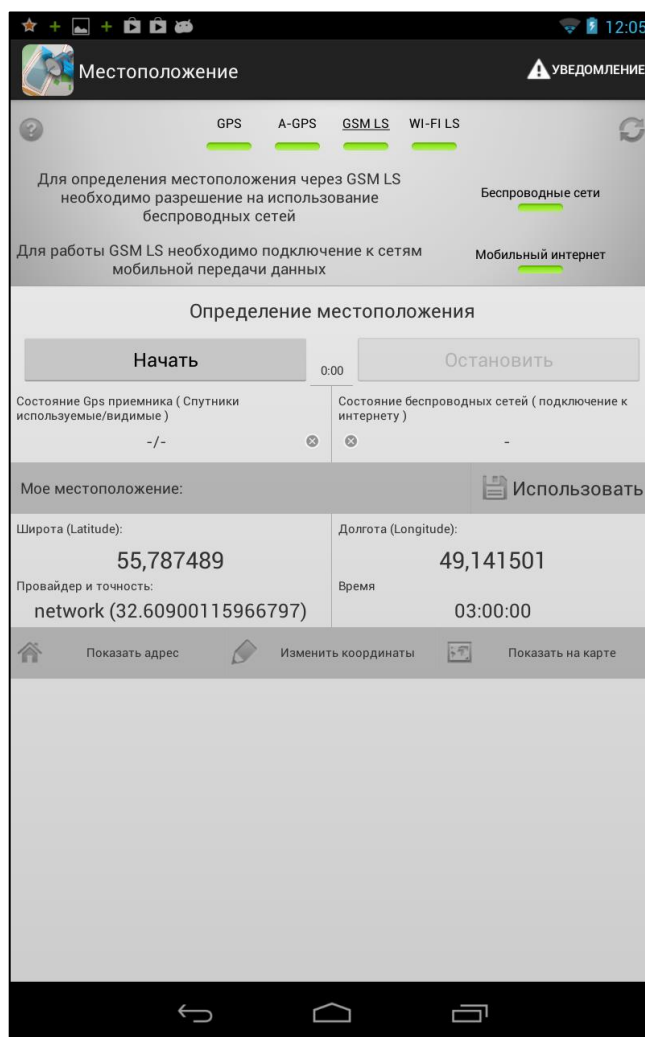 12:05
Местоположение
УВЕДОМЛЕНИЕ
GPS A-GPS GSM LS WI-FI LS
Для определения местоположения через GSM LS
необходимо разрешение на использование
беспроводных сетей
Беспроводные сети
Для работы GSM LS необходимо подключение к сетям
мобильной передачи данных
Мобильный интернет
Определение местоположения
Начать
0:00
Остановить
Состояние Gps приемника ( Спутники
используемые/видимые )
-/-
Состояние беспроводных сетей ( подключение к
интернету )
-
Мое местоположение:
Использовать
Широта (Latitude):
55,787489
Долгота (Longitude):
49,141501
Провайдер и точность:
network (32.60900115966797)
Время
03:00:00
Показать адрес
Изменить координаты
Показать на карте